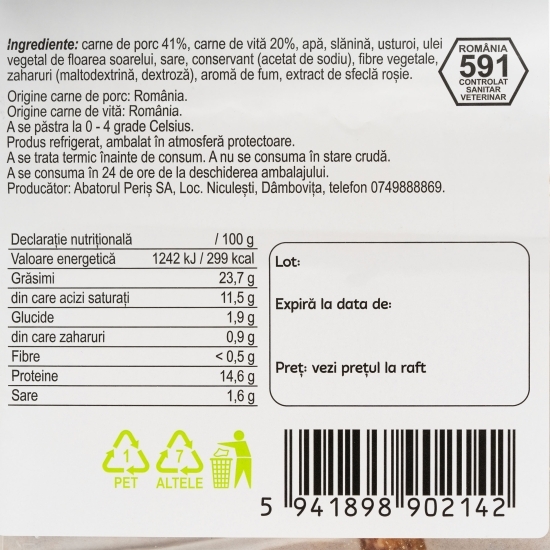 Ingrediente: carne de porc 41%, carne de vită 20%, apă, slănină, usturoi, ulei
vegetal de floarea soarelui, sare, conservant (acetat de sodiu), fibre vegetale,
zaharuri (maltodextrină, dextroză), aromă de fum, extract de sfeclă roșie.
ROMÂNIA
591
CONTROLAT
SANITAR
VETERINAR
Origine carne de porc: România.
Origine carne de vită: România.
A se păstra la 0 - 4 grade Celsius.
Produs refrigerat, ambalat în atmosferă protectoare.
A se trata termic înainte de consum. A nu se consuma în stare crudă.
A se consuma în 24 de ore de la deschiderea ambalajului.
Producător: Abatorul Periș SA, Loc. Niculești, Dâmbovița, telefon 0749888869.
Declarație nutrițională / 100 g
Valoare energetică 1242 kJ / 299 kcal
Grăsimi 23,7 g
din care acizi saturați 11,5 g
Glucide 1,9 g
din care zaharuri 0,9 g
Fibre < 0,5 g
Proteine 14,6 g
Sare 1,6 g
Lot:
Expiră la data de:
Preț: vezi prețul la raft
1
PET
7
ALTELE
5 941898 902142